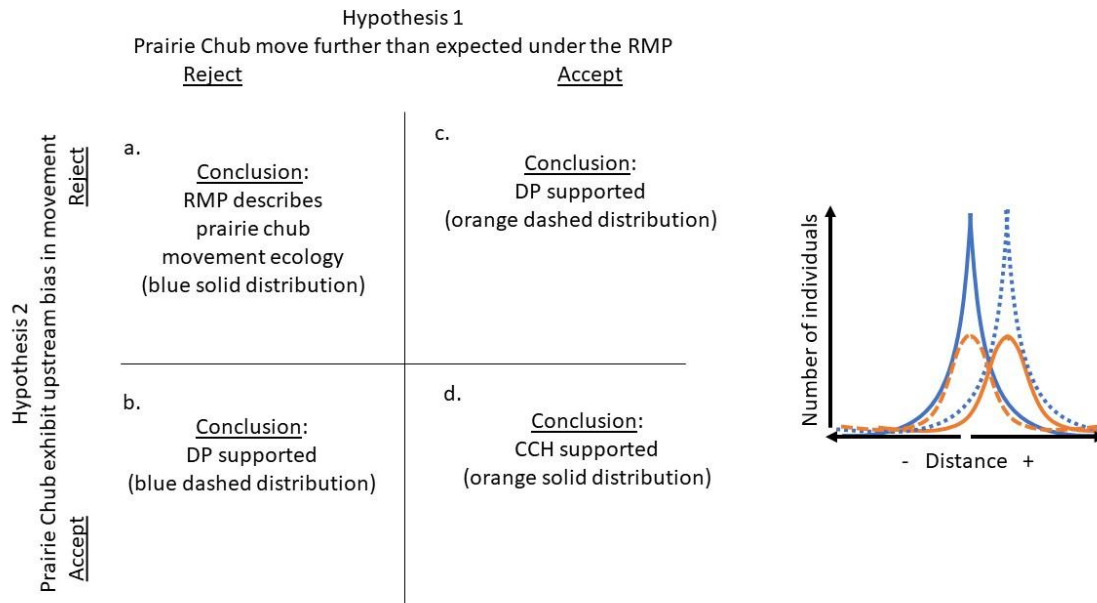 Hypothesis 1
Prairie Chub move further than expected under the RMP
Reject
Accept
Hypothesis 2
Prairie Chub exhibit upstream bias in movement
Reject
Accept
a.
Conclusion:
RMP describes
prairie chub
movement ecology
(blue solid distribution)
c.
Conclusion:
DP supported
(orange dashed distribution)
b.
Conclusion:
DP supported
(blue dashed distribution)
d.
Conclusion:
CCH supported
(orange solid distribution)
Number of individuals
- Distance +